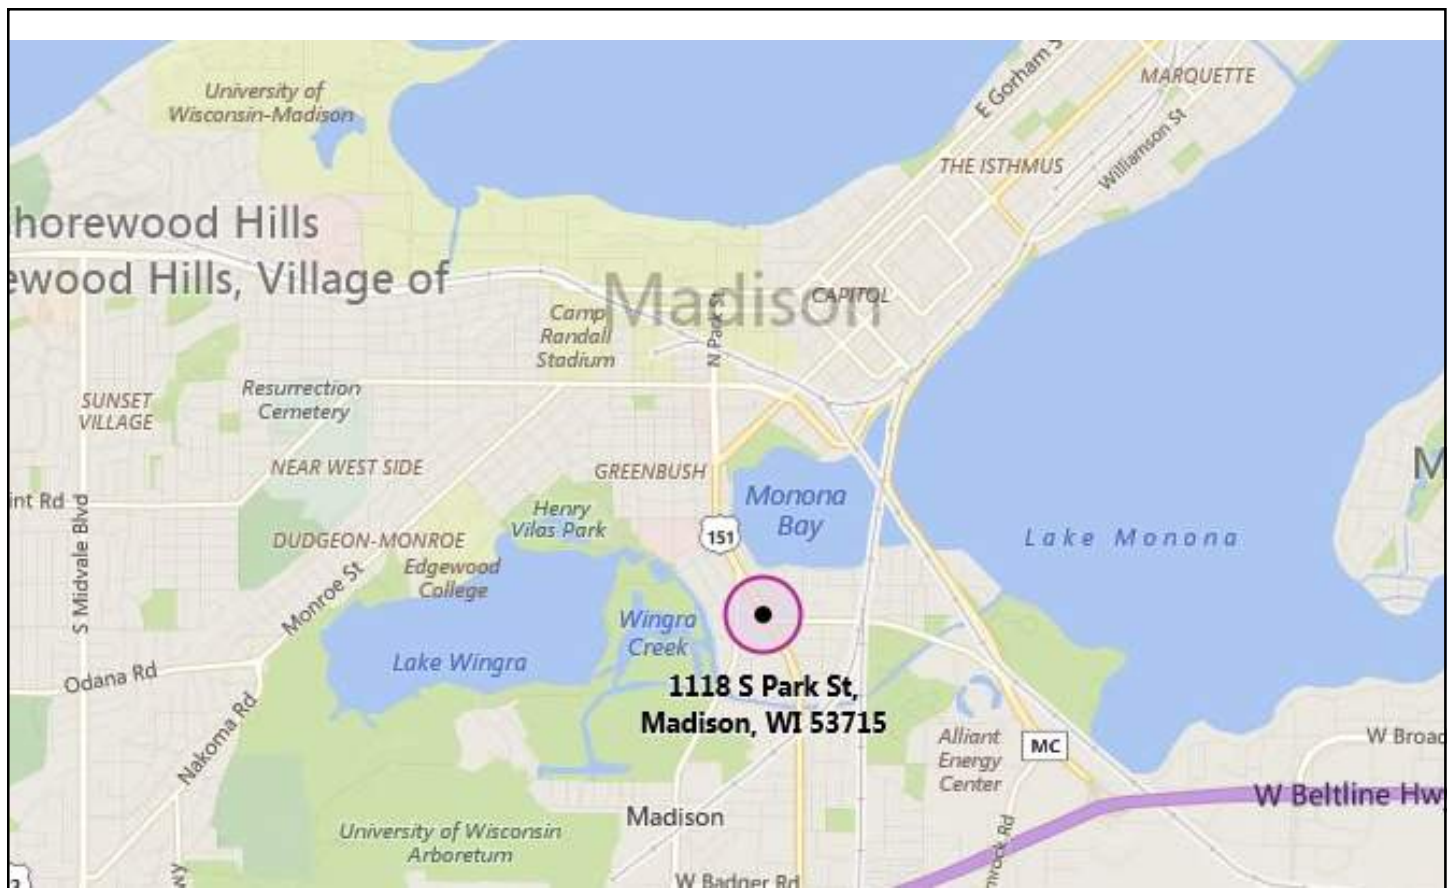 MARQUETTE
E Gorham S
University of
Wisconsin-Madison
Williamson St
THE ISTHMUS
horewood Hills
ewood Hills, Village of
Madison
CAPITOL
N Park St
Camp
Randall
Stadium
Resurrection
Cemetery
SUNSET
VILLAGE
NEAR WEST SIDE
GREENBUSH
M
int Rd
S Midvale Blvd
Henry
Vilas Park
Monona
Bay
151
Lake Monona
DUDGEON-MONROE
Edgewood
College
Monroe St
Wingra
Creek
Lake Wingra
Odana Rd
1118 S Park St,
Madison, WI 53715
Nakoma Rd
Alliant
Energy
Center
MC
W Broad
W Beltline Hw
Madison
University of Wisconsin
Arboretum
W Badger Rd
mrock Rd
wy
2